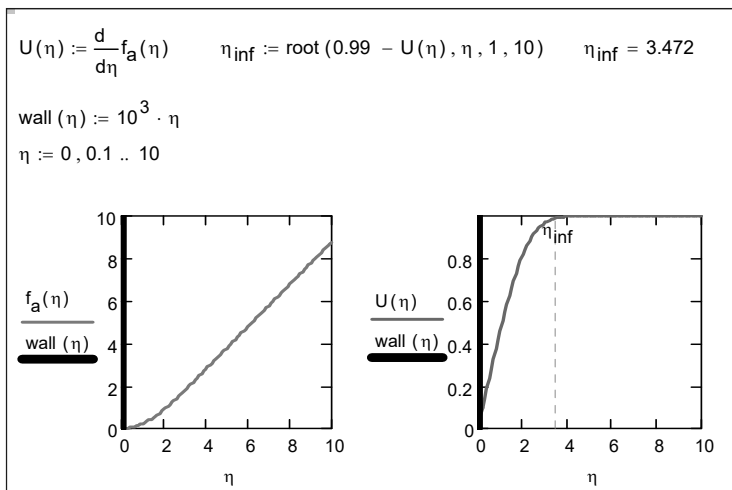 U(η) := d/dη f_a(η)    η_inf := root(0.99 − U(η), η, 1, 10)    η_inf = 3.472
wall(η) := 10^3 · η
η := 0, 0.1 .. 10
f_a(η)
wall(η)
10
8
6
4
2
0
0 2 4 6 8 10
η
U(η)
wall(η)
0.8
0.6
0.4
0.2
0
η_inf
0 2 4 6 8 10
η